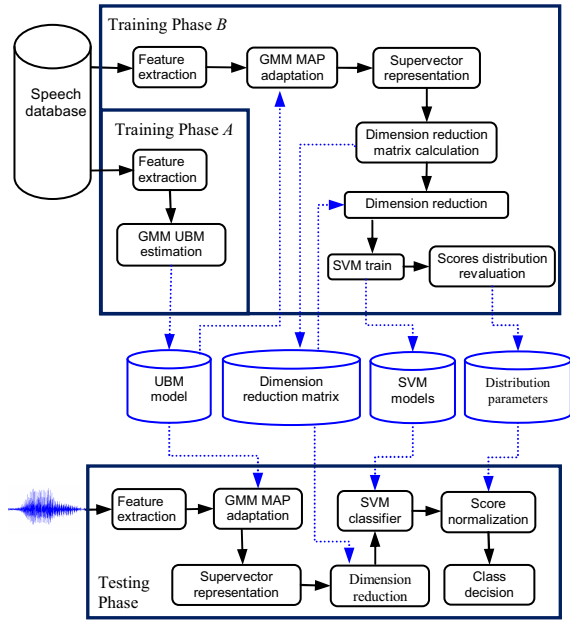 Training Phase B
Speech
database
Feature
extraction
GMM MAP
adaptation
Supervector
representation
Training Phase A
Feature
extraction
GMM UBM
estimation
Dimension reduction
matrix calculation
Dimension reduction
SVM train
Scores distribution
revaluation
UBM
model
Dimension
reduction matrix
SVM
models
Distribution
parameters
Feature
extraction
GMM MAP
adaptation
SVM
classifier
Score
normalization
Testing
Phase
Supervector
representation
Dimension
reduction
Class
decision